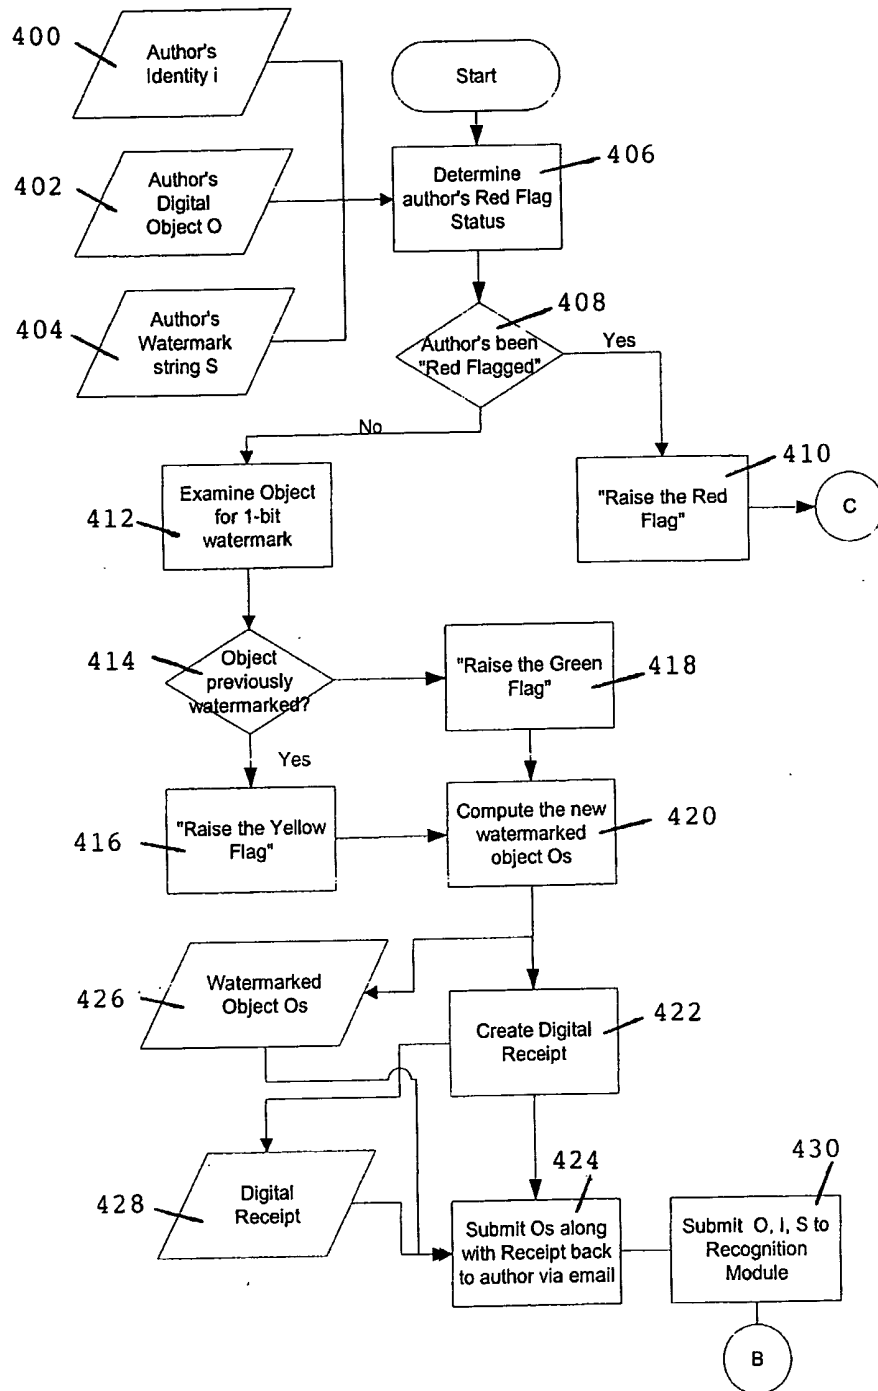 400
Author's
Identity i
Start
402
Author's
Digital
Object O
Determine
author's Red Flag
Status
406
404
Author's
Watermark
string S
408
Author's been
"Red Flagged"
Yes
No
410
"Raise the Red
Flag"
C
412
Examine Object
for 1-bit
watermark
414
Object
previously
watermarked?
"Raise the Green
Flag"
418
Yes
416
"Raise the Yellow
Flag"
Compute the new
watermarked
object Os
420
426
Watermarked
Object Os
Create Digital
Receipt
422
428
Digital
Receipt
424
Submit Os along
with Receipt back
to author via email
430
Submit O, I, S to
Recognition
Module
B